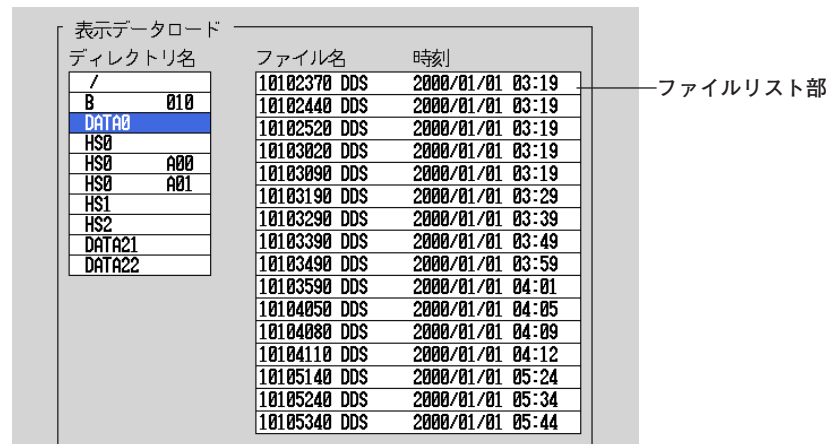 表示データロード
ディレクトリ名
/
B 010
DATA0
HS0
HS0 A00
HS0 A01
HS1
HS2
DATA21
DATA22
ファイル名 時刻
10102370 DDS 2000/01/01 03:19
10102440 DDS 2000/01/01 03:19
10102520 DDS 2000/01/01 03:19
10103020 DDS 2000/01/01 03:19
10103090 DDS 2000/01/01 03:19
10103190 DDS 2000/01/01 03:29
10103290 DDS 2000/01/01 03:39
10103390 DDS 2000/01/01 03:49
10103490 DDS 2000/01/01 03:59
10103590 DDS 2000/01/01 04:01
10104050 DDS 2000/01/01 04:05
10104080 DDS 2000/01/01 04:09
10104110 DDS 2000/01/01 04:12
10105140 DDS 2000/01/01 05:24
10105240 DDS 2000/01/01 05:34
10105340 DDS 2000/01/01 05:44
ファイルリスト部